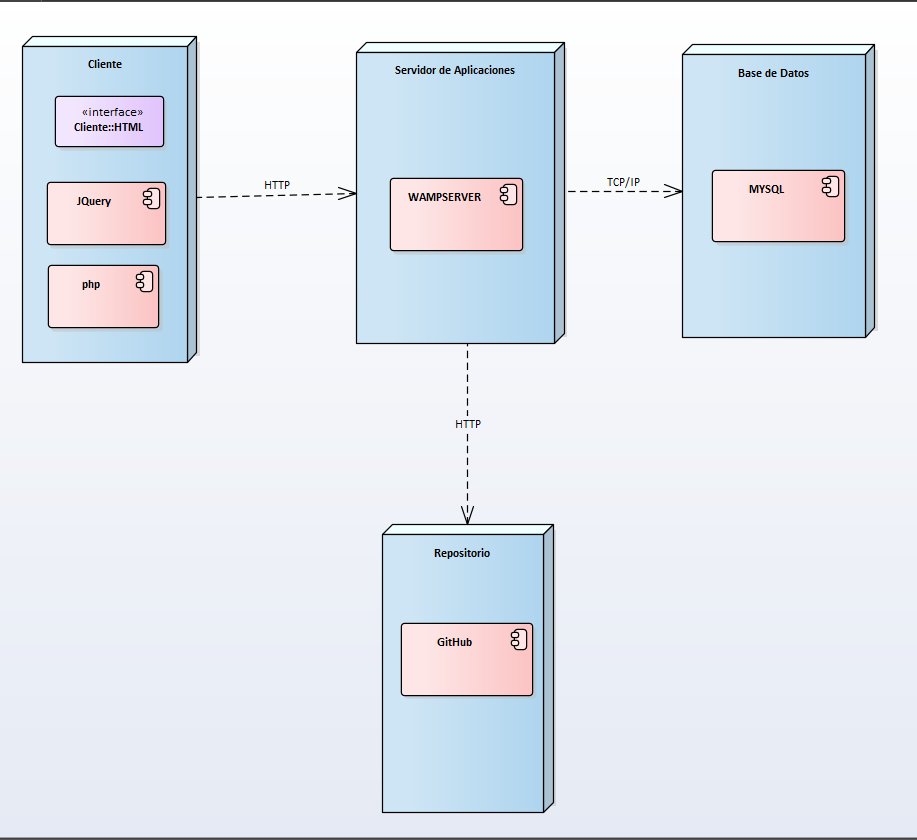 Cliente
«interface»
Cliente::HTML
JQuery
php
HTTP
Servidor de Aplicaciones
WAMPSERVER
TCP/IP
Base de Datos
MYSQL
HTTP
Repositorio
GitHub